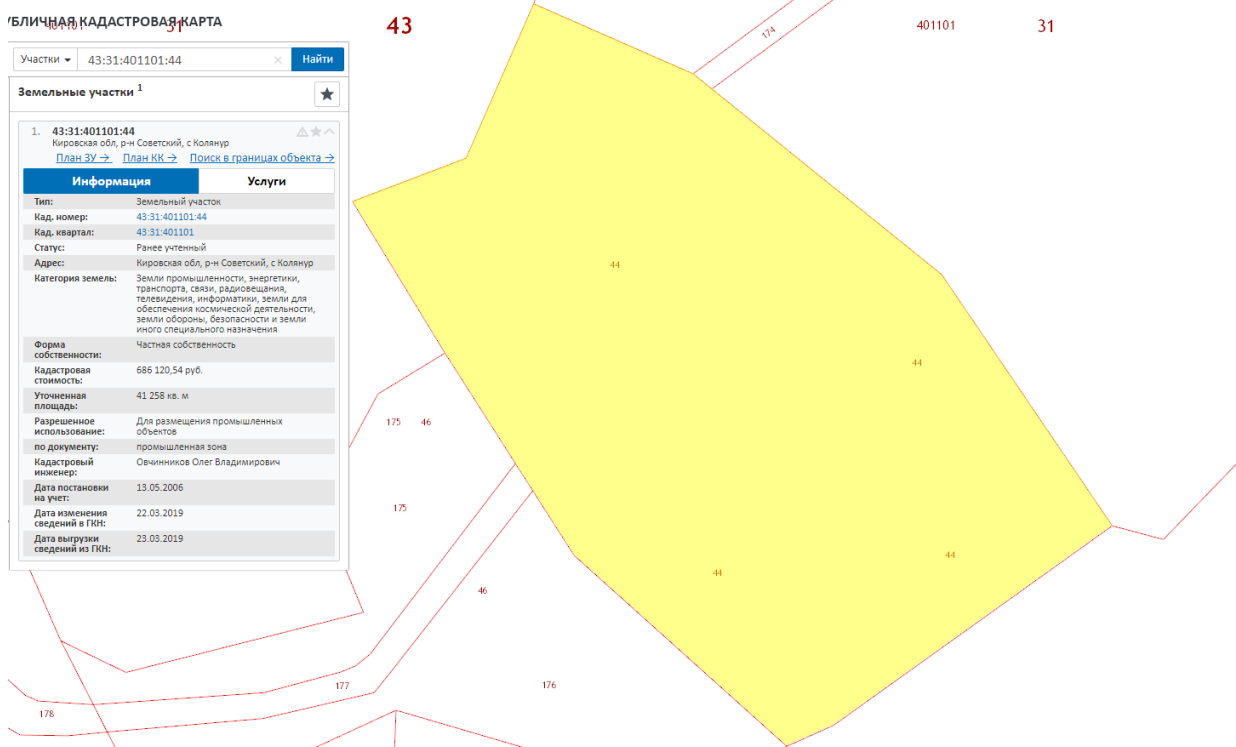 УБЛИЧНАЯ КАДАСТРОВАЯ КАРТА
401101 31 43 401101 31
Участки 43:31:401101:44 × Найти
Земельные участки 1
1. 43:31:401101:44
Кировская обл, р-н Советский, с Колянур
План ЗУ → План КК → Поиск в границах объекта →
Информация Услуги
Тип: Земельный участок
Кад. номер: 43:31:401101:44
Кад. квартал: 43:31:401101
Статус: Ранее учтенный
Адрес: Кировская обл, р-н Советский, с Колянур
Категория земель: Земли промышленности, энергетики,
транспорта, связи, радиовещания,
телевидения, информатики, земли для
обеспечения космической деятельности,
земли обороны, безопасности и земли
иного специального назначения
Форма собственности: Частная собственность
Кадастровая стоимость: 686 120,54 руб.
Уточненная площадь: 41 258 кв. м
Разрешенное использование: Для размещения промышленных
объектов
по документу: промышленная зона
Кадастровый инженер: Овчинников Олег Владимирович
Дата постановки на учет: 13.05.2006
Дата изменения сведений в ГКН: 22.03.2019
Дата выгрузки сведений из ГКН: 23.03.2019
174
44
44
175 46
175
44
44
46
177
176
178